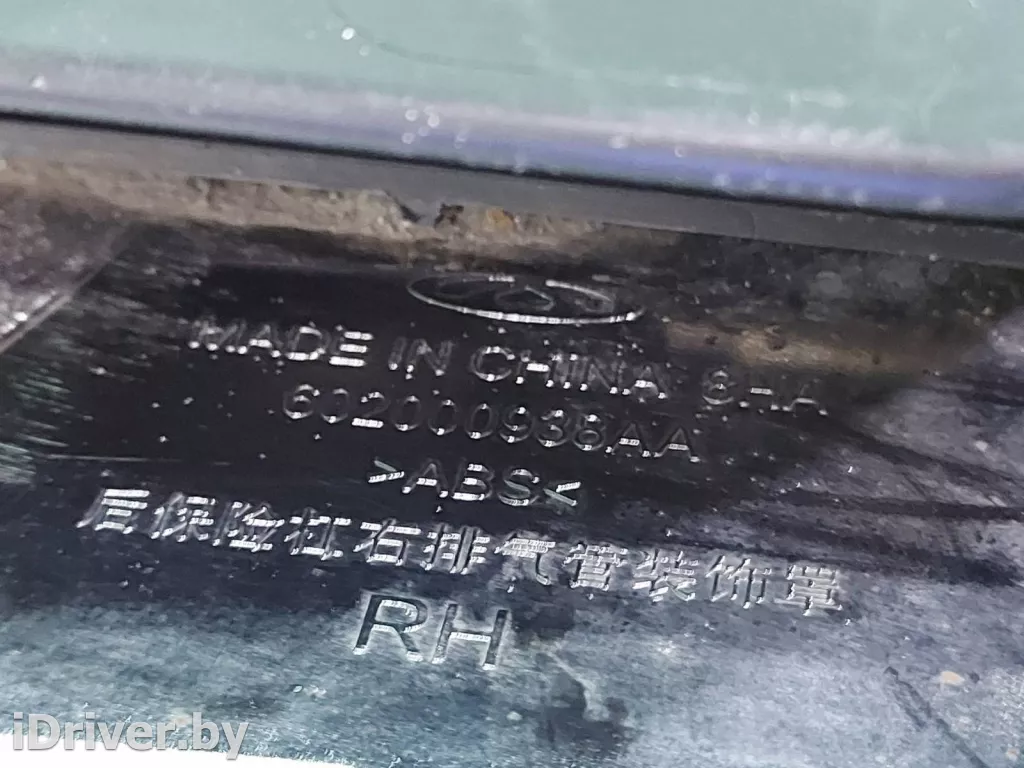 MADE IN CHINA 8HA
602000938AA
>ABS<
后保险杠右排气管装饰罩
RH
iDriver.by